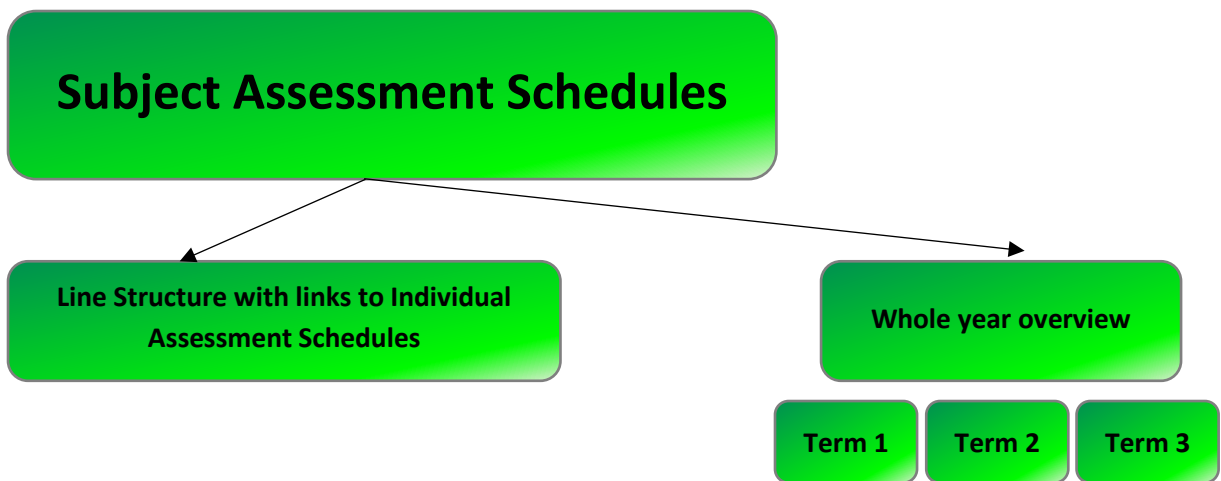 Subject Assessment Schedules
Line Structure with links to Individual
Assessment Schedules
Whole year overview
Term 1
Term 2
Term 3